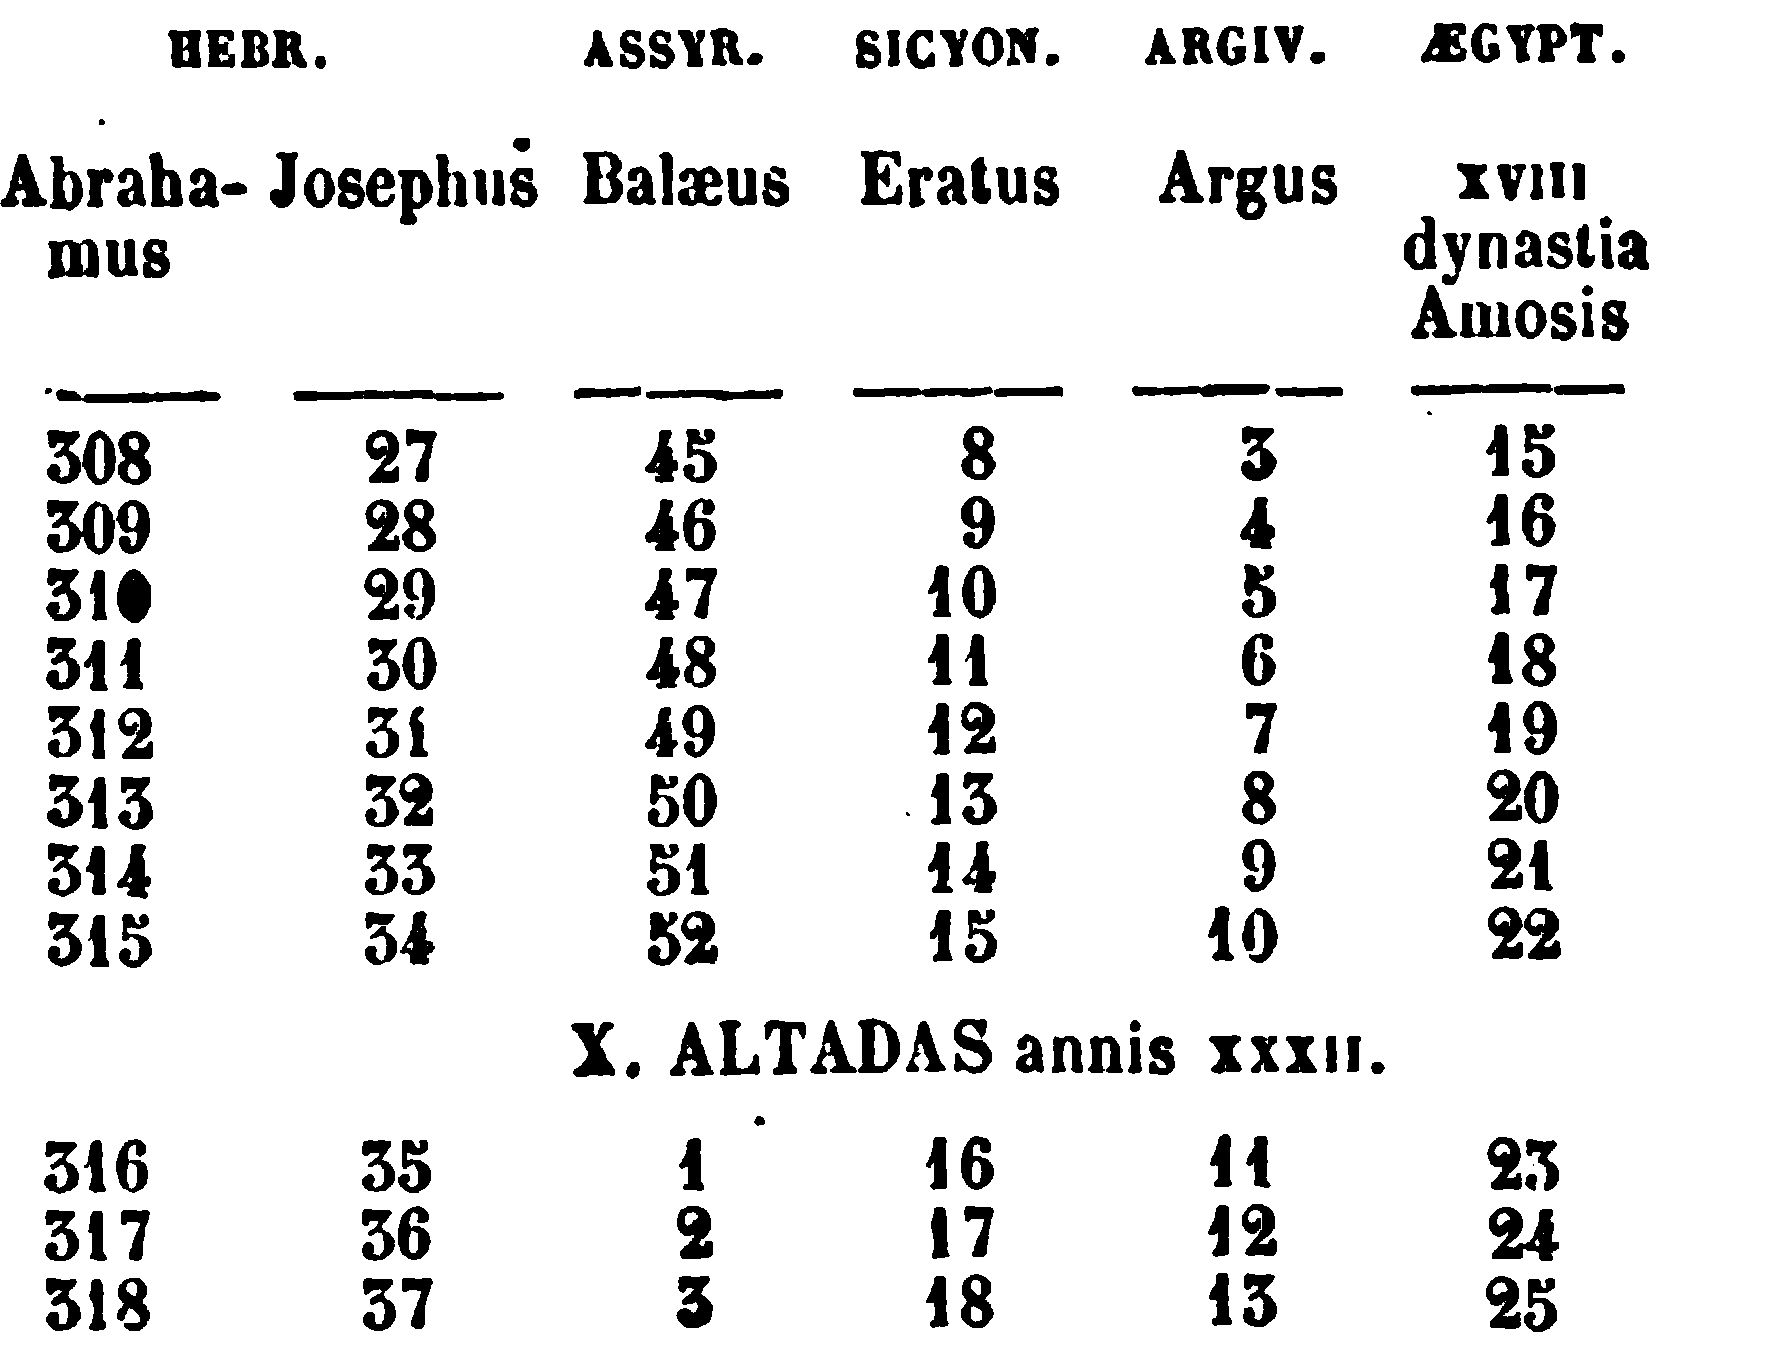 HEBR. ASSYR. SICYON. ARGIV. ÆGYPT.
Abraha- Josephus Balæus Eratus Argus XVIII
mus dynastia
Amosis
308 27 45 8 3 15
309 28 46 9 4 16
310 29 47 10 5 17
311 30 48 11 6 18
312 31 49 12 7 19
313 32 50 13 8 20
314 33 51 14 9 21
315 34 52 15 10 22
X. ALTADAS annis XXXII.
316 35 1 16 11 23
317 36 2 17 12 24
318 37 3 18 13 25